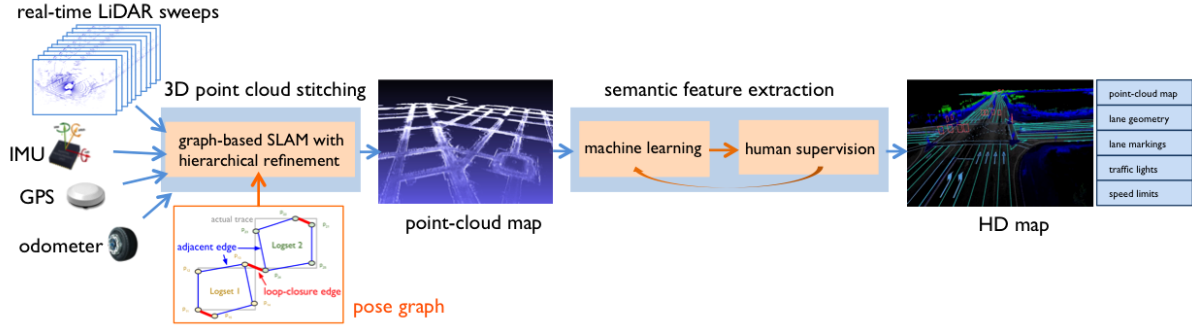 real-time LiDAR sweeps
3D point cloud stitching
semantic feature extraction
graph-based SLAM with
hierarchical refinement
machine learning
human supervision
IMU
GPS
odometer
point-cloud map
HD map
point-cloud map
lane geometry
lane markings
traffic lights
speed limits
actual trace
adjacent edge
Logset 2
Logset 1
loop-closure edge
pose graph